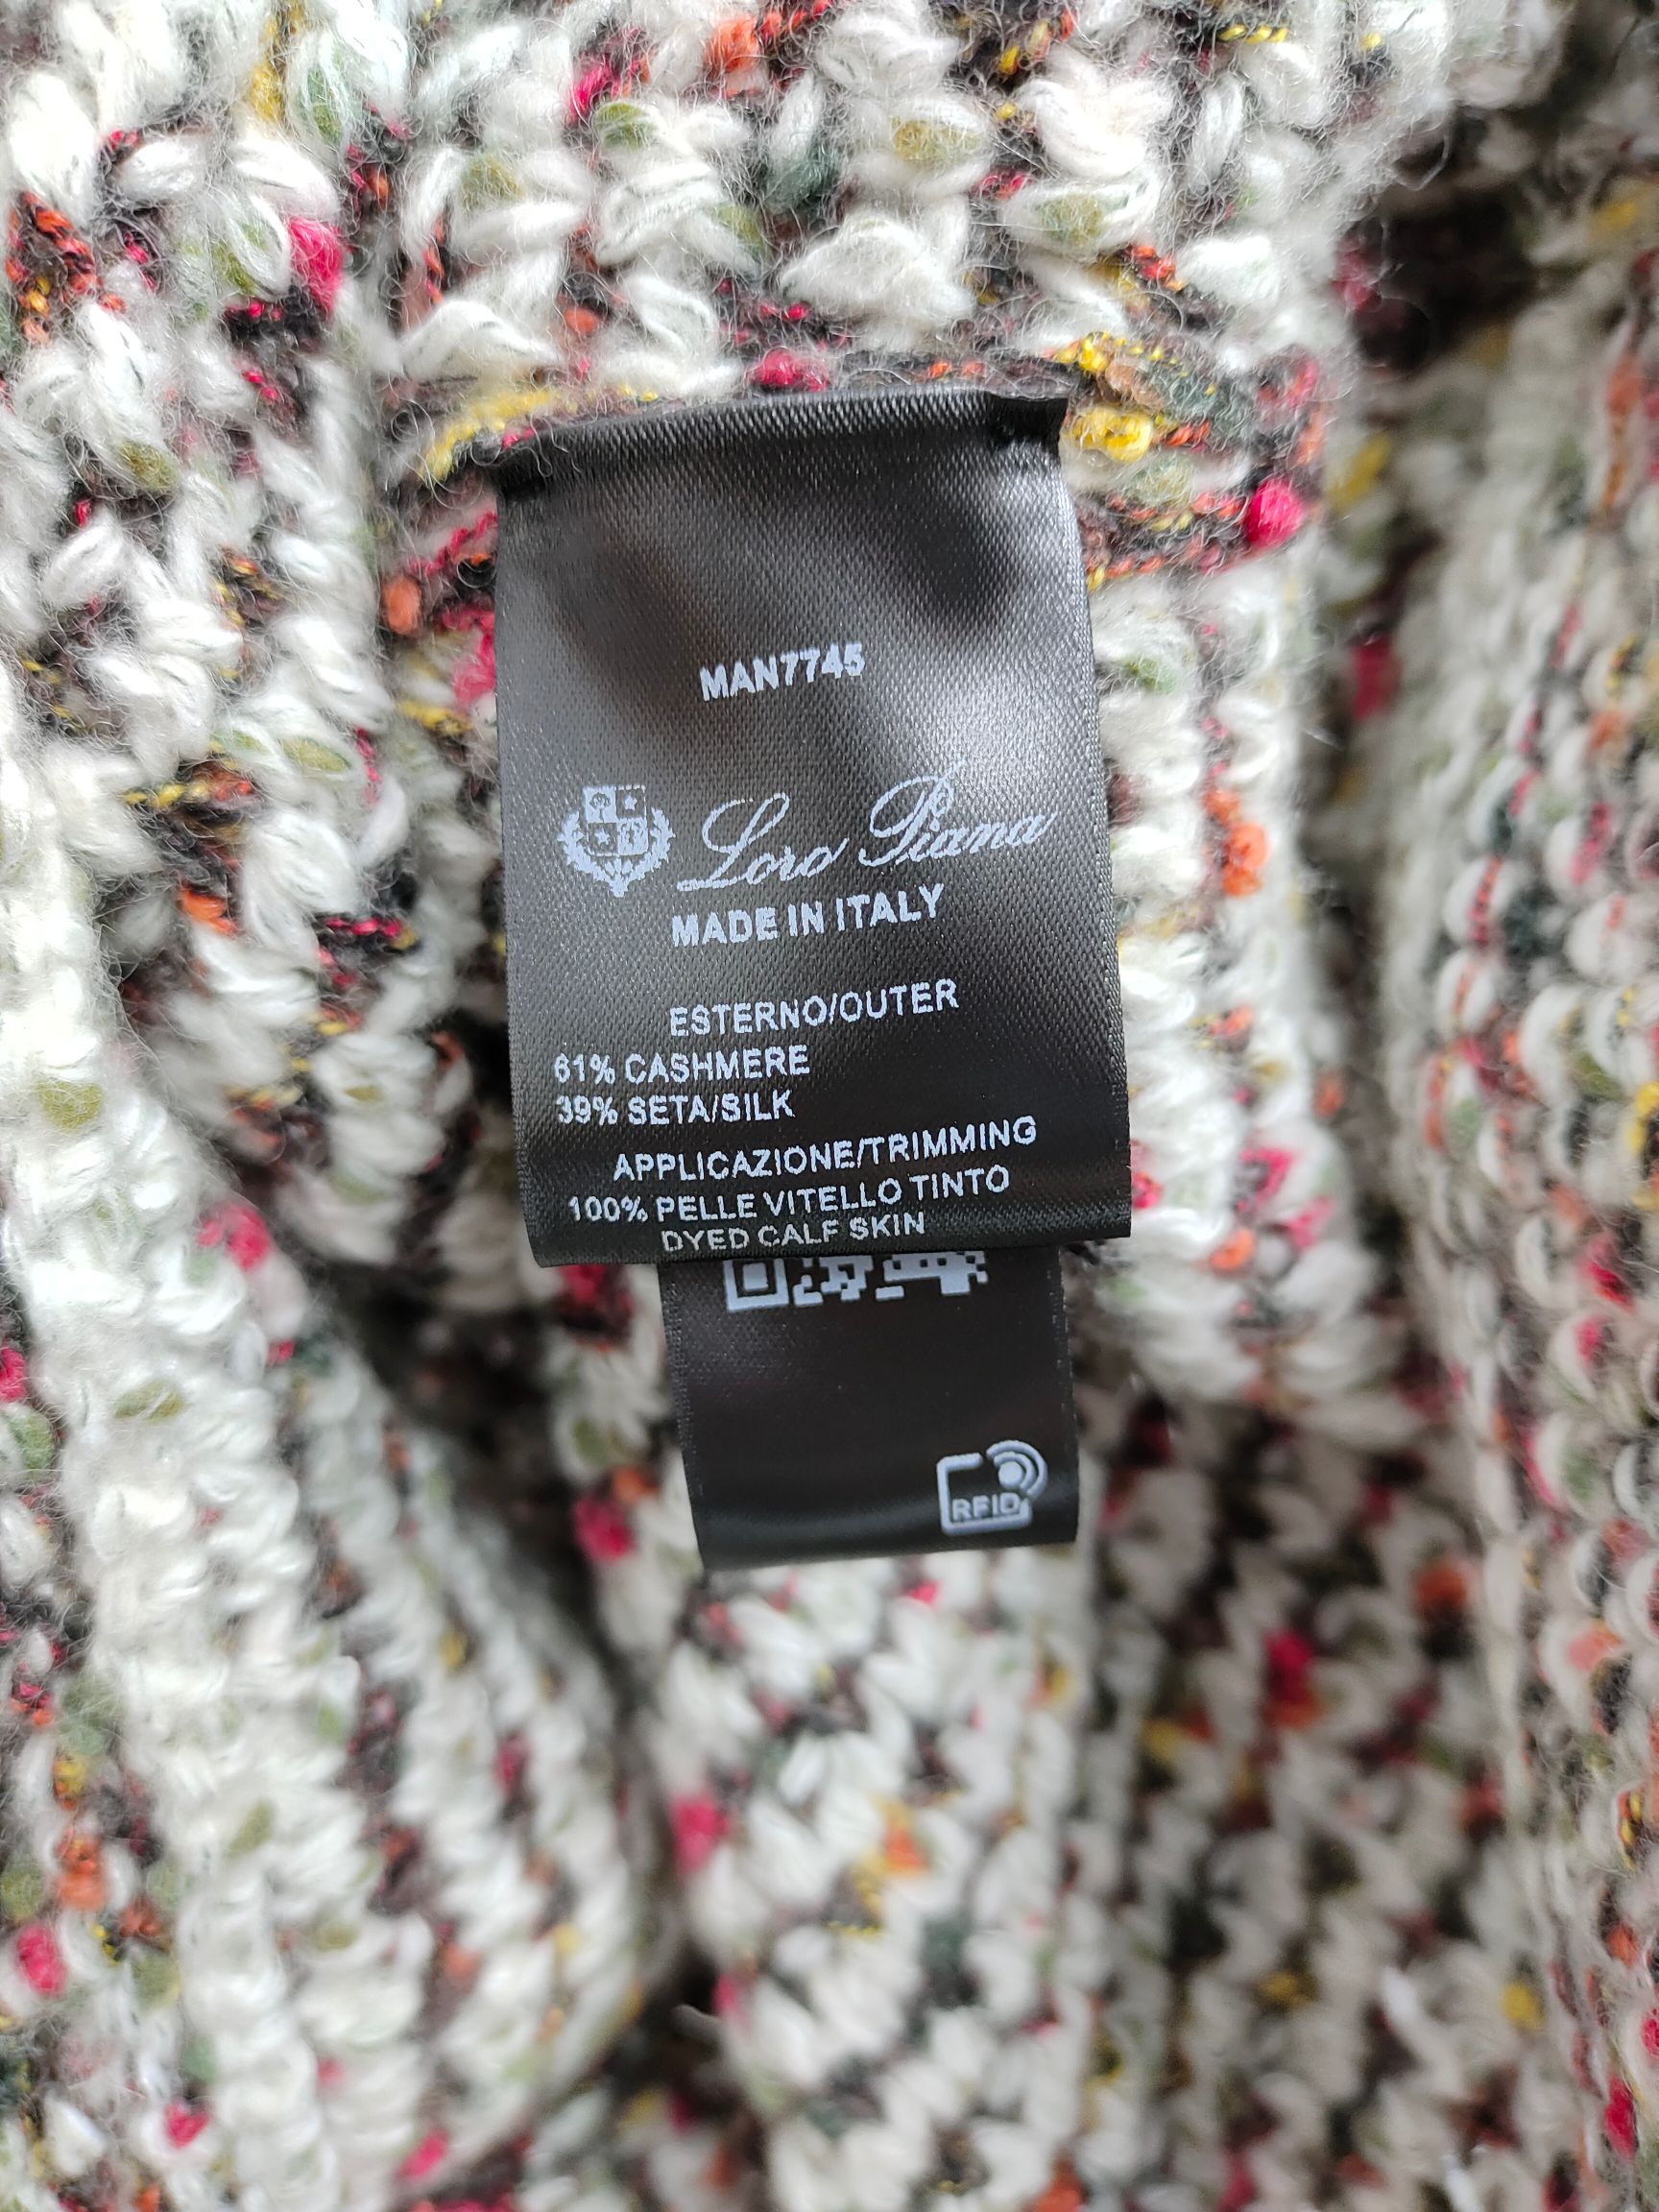 MAN7745
Loro Piana
MADE IN ITALY
ESTERNO/OUTER
61% CASHMERE
39% SETA/SILK
APPLICAZIONE/TRIMMING
100% PELLE VITELLO TINTO
DYED CALF SKIN
RFID